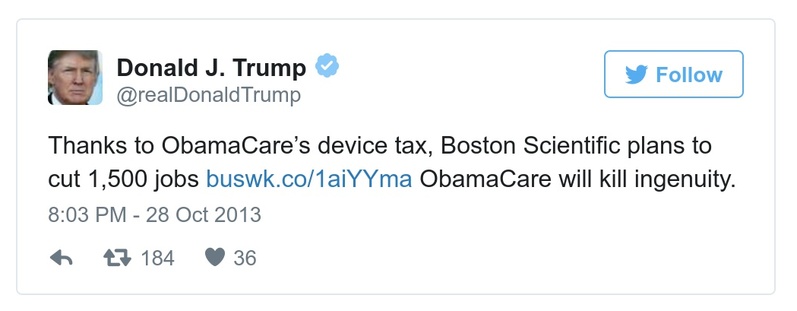 Donald J. Trump
@realDonaldTrump
Follow
Thanks to ObamaCare’s device tax, Boston Scientific plans to
cut 1,500 jobs buswk.co/1aiYYma ObamaCare will kill ingenuity.
8:03 PM - 28 Oct 2013
184 36